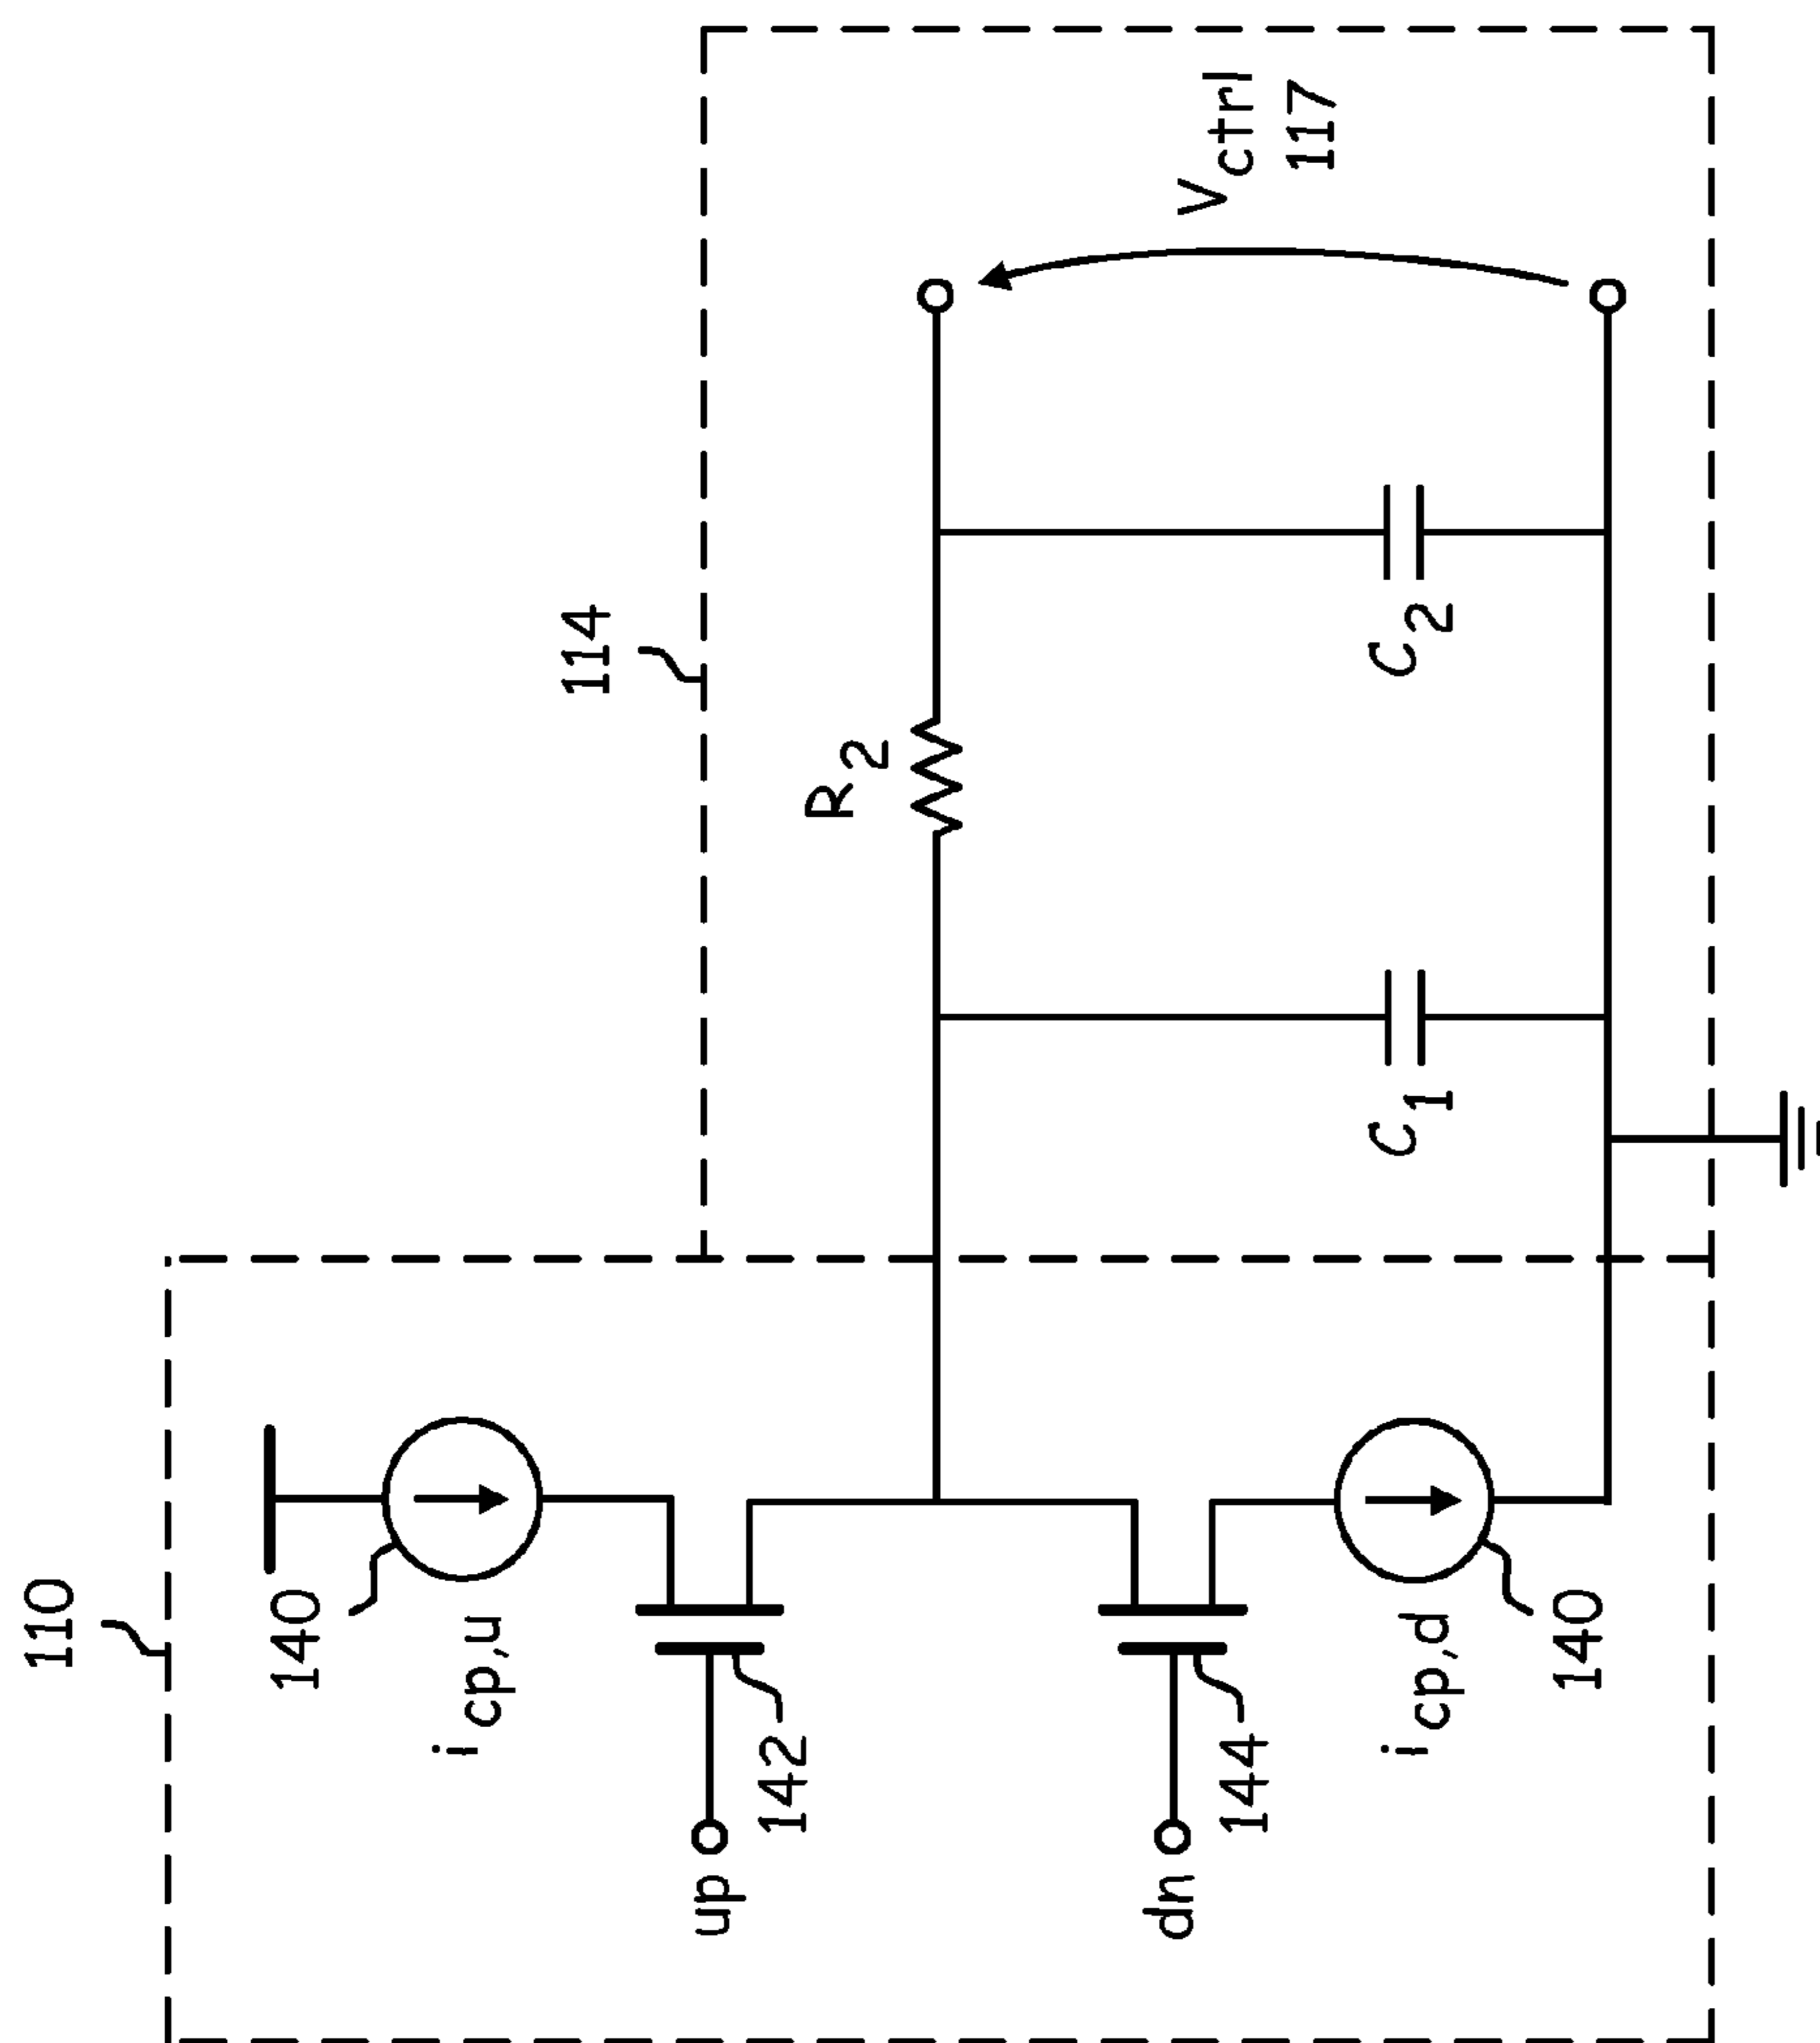 110
114
140
i cp,u
up
142
dn
144
i cp,d
140
C 1
R 2
C 2
V ctrl
117